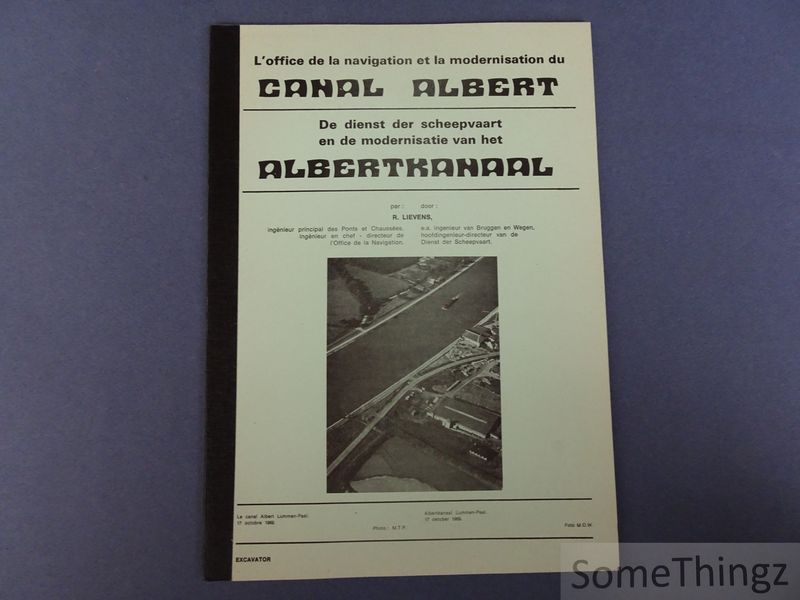 L'office de la navigation et la modernisation du
CANAL ALBERT
De dienst der scheepvaart
en de modernisatie van het
ALBERTKANAAL
par : door :
R. LIEVENS,
ingénieur principal des Ponts et Chaussées.
Ingénieur en chef - directeur de
l'Office de la Navigation.
e.a. ingenieur van Bruggen en Wegen,
hoofdingenieur-directeur van de
Dienst der Scheepvaart.
Le canal Albert Lummen-Paal.
17 octobre 1969.
Albertkanaal Lummen-Paal.
17 october 1969.
Photo : M.T.P.
Foto M.O.W.
EXCAVATOR
SomeThingz